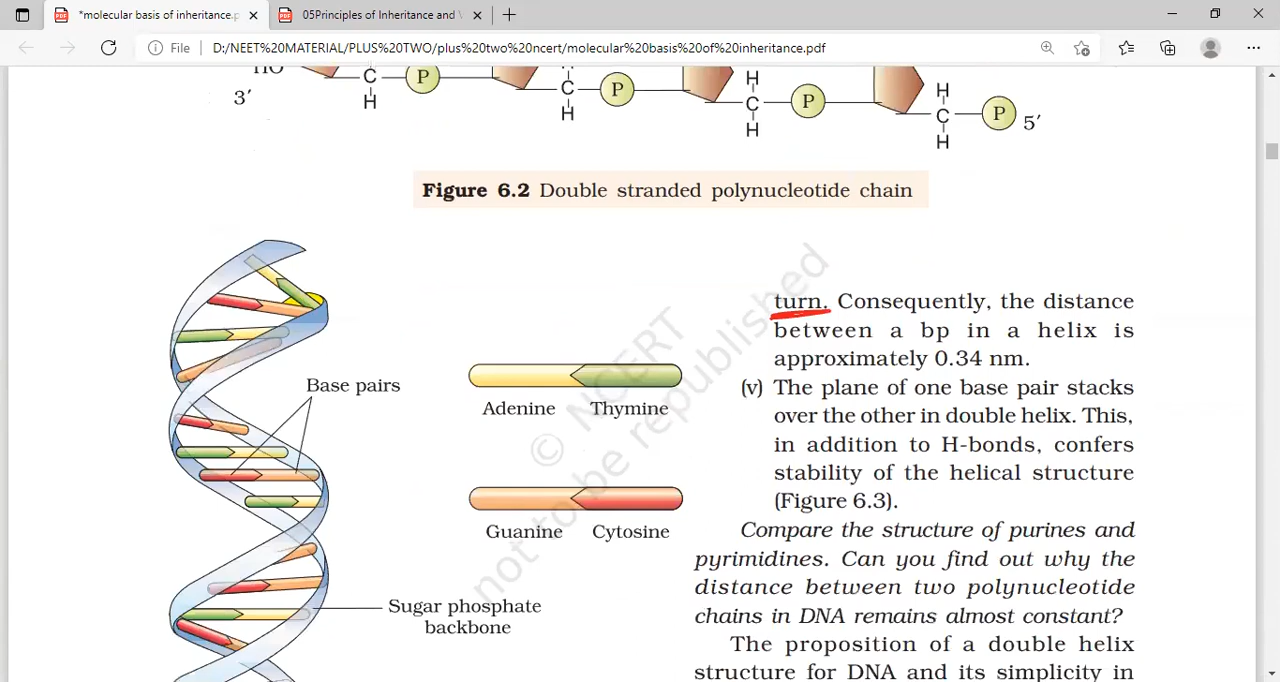 *molecular basis of inheritance.p
05Principles of Inheritance and
File
D:/NEET%20MATERIAL/PLUS%20TWO/plus%20two%20ncert/molecular%20basis%20of%20inheritance.pdf
HO
3′
C
H
P
H
C
H
P
H
C
H
P
H
C
H
P
5′
Figure 6.2 Double stranded polynucleotide chain
Base pairs
Adenine Thymine
Guanine Cytosine
Sugar phosphate
backbone
turn. Consequently, the distance
between a bp in a helix is
approximately 0.34 nm.
(v) The plane of one base pair stacks
over the other in double helix. This,
in addition to H-bonds, confers
stability of the helical structure
(Figure 6.3).
Compare the structure of purines and
pyrimidines. Can you find out why the
distance between two polynucleotide
chains in DNA remains almost constant?
The proposition of a double helix
structure for DNA and its simplicity in
© NCERT
not to be republished